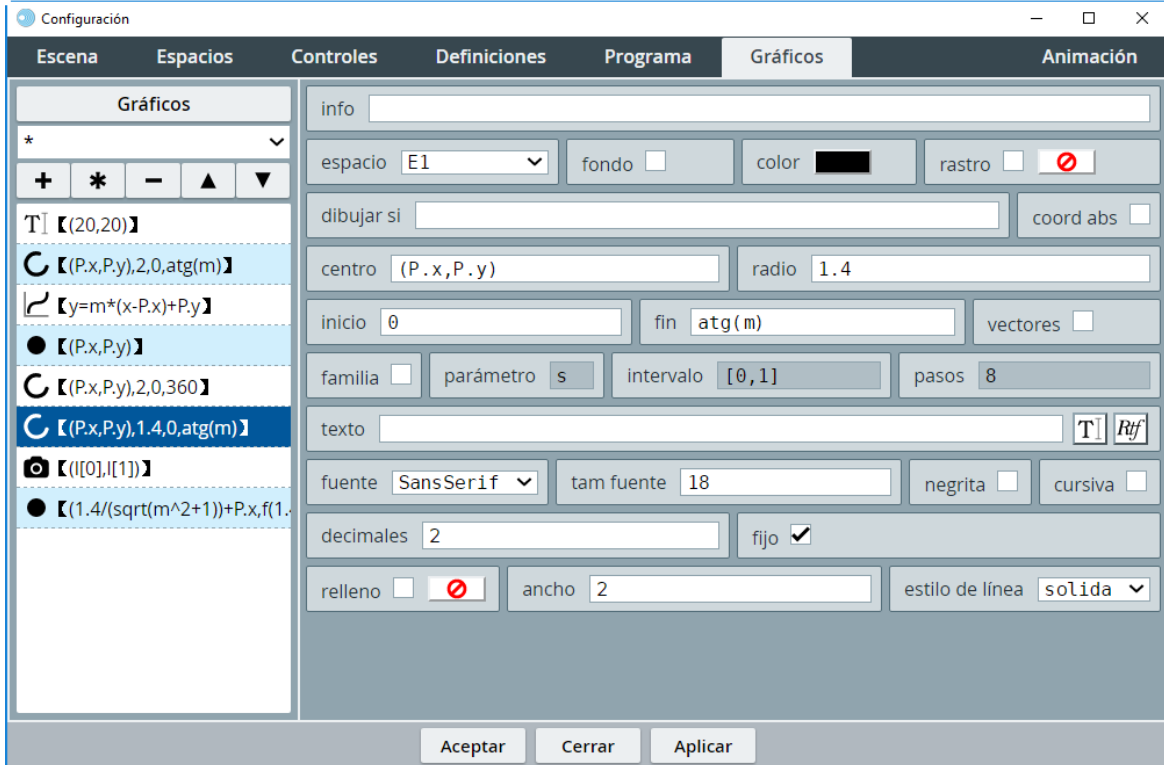 Configuración
Escena Espacios Controles Definiciones Programa Gráficos Animación
Gráficos
*
+ * − ▲ ▼
T 【(20,20)】
【(P.x,P.y),2,0,atg(m)】
【y=m*(x-P.x)+P.y】
【(P.x,P.y)】
【(P.x,P.y),2,0,360】
【(P.x,P.y),1.4,0,atg(m)】
【(I[0],I[1])】
【(1.4/(sqrt(m^2+1))+P.x,f(1.
info
espacio E1 fondo color rastro
dibujar si coord abs
centro (P.x,P.y) radio 1.4
inicio 0 fin atg(m) vectores
familia parámetro s intervalo [0,1] pasos 8
texto T Rtf
fuente SansSerif tam fuente 18 negrita cursiva
decimales 2 fijo
relleno ancho 2 estilo de línea solida
Aceptar Cerrar Aplicar